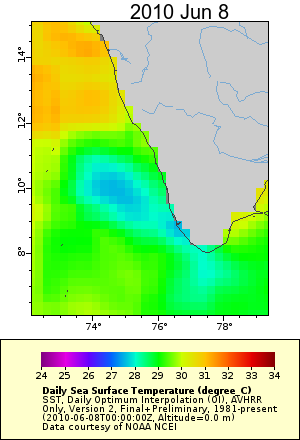 2010 Jun 8
14°
12°
10°
8°
74°
76°
78°
24 25 26 27 28 29 30 31 32 33 34
Daily Sea Surface Temperature (degree_C)
SST, Daily Optimum Interpolation (OI), AVHRR
Only, Version 2, Final+Preliminary, 1981-present
(2010-06-08T00:00:00Z, Altitude=0.0 m)
Data courtesy of NOAA NCEI